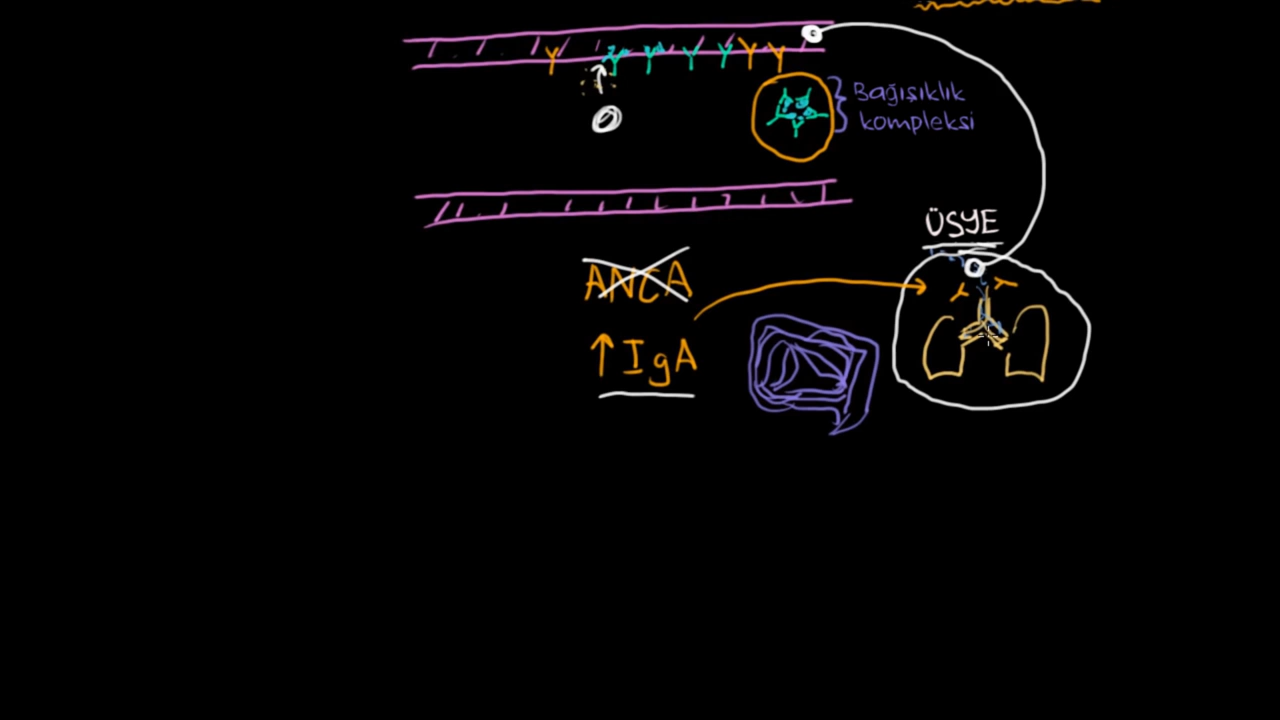 Bağışıklık
kompleksi
ÜSYE
ANCA
↑ IgA